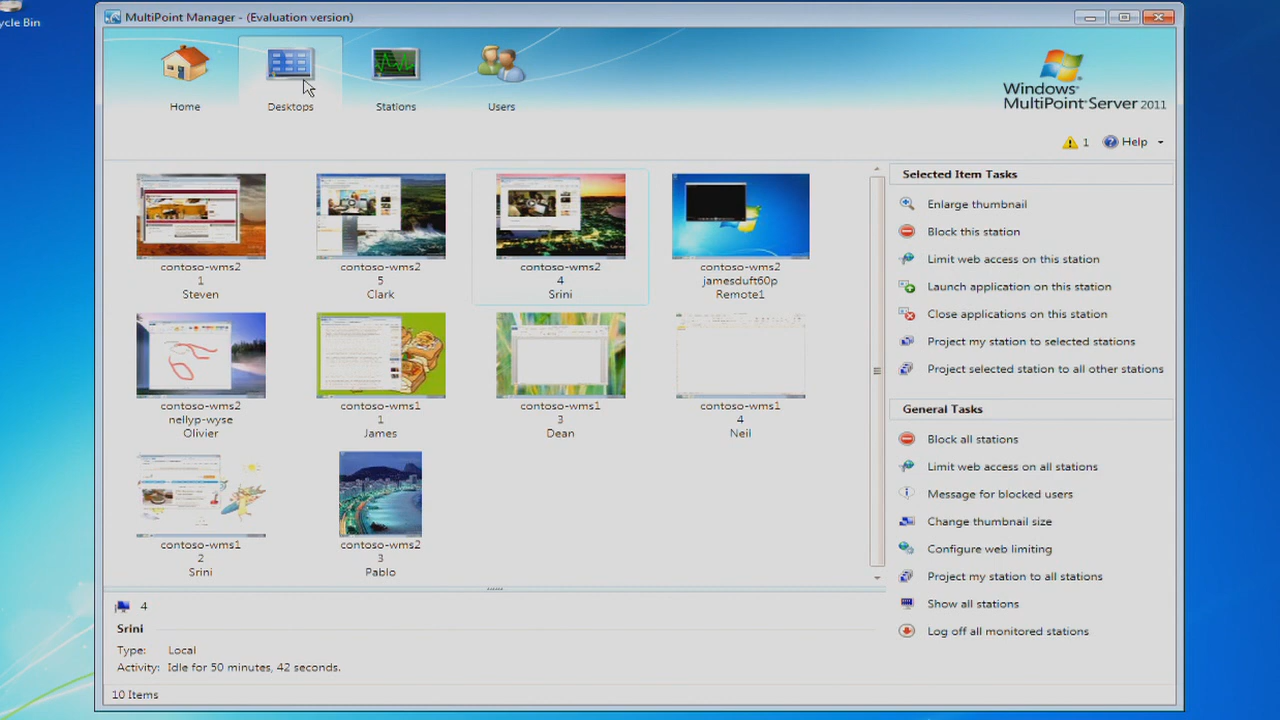 ycle Bin
MultiPoint Manager - (Evaluation version)
Home
Desktops
Stations
Users
Windows
MultiPoint Server 2011
1
Help
contoso-wms2
1
Steven
contoso-wms2
5
Clark
contoso-wms2
4
Srini
contoso-wms2
jamesduft60p
Remote1
contoso-wms2
nellyp-wyse
Olivier
contoso-wms1
1
James
contoso-wms1
3
Dean
contoso-wms1
4
Neil
contoso-wms1
2
Srini
contoso-wms2
3
Pablo
Selected Item Tasks
Enlarge thumbnail
Block this station
Limit web access on this station
Launch application on this station
Close applications on this station
Project my station to selected stations
Project selected station to all other stations
General Tasks
Block all stations
Limit web access on all stations
Message for blocked users
Change thumbnail size
Configure web limiting
Project my station to all stations
Show all stations
Log off all monitored stations
4
Srini
Type: Local
Activity: Idle for 50 minutes, 42 seconds.
10 Items